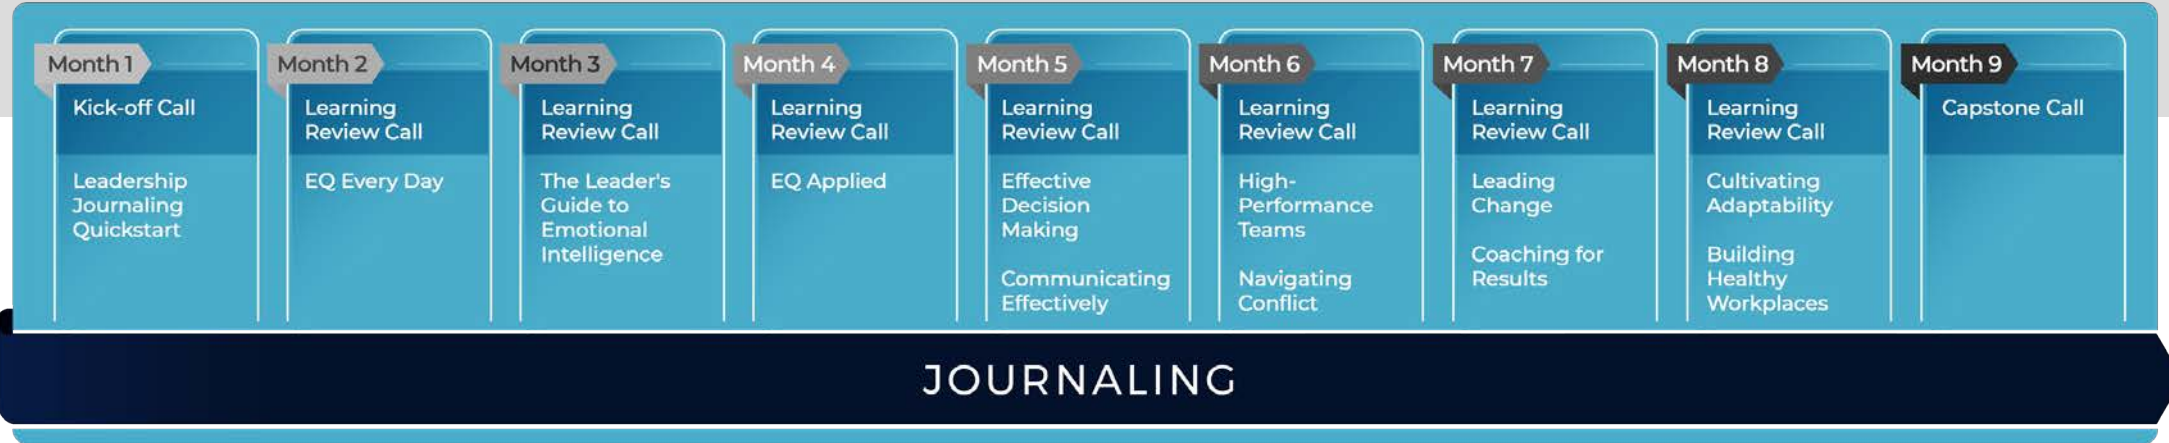 Month 1
Kick-off Call
Leadership
Journaling
Quickstart
Month 2
Learning
Review Call
EQ Every Day
Month 3
Learning
Review Call
The Leader's
Guide to
Emotional
Intelligence
Month 4
Learning
Review Call
EQ Applied
Month 5
Learning
Review Call
Effective
Decision
Making
Communicating
Effectively
Month 6
Learning
Review Call
High-
Performance
Teams
Navigating
Conflict
Month 7
Learning
Review Call
Leading
Change
Coaching for
Results
Month 8
Learning
Review Call
Cultivating
Adaptability
Building
Healthy
Workplaces
Month 9
Capstone Call
JOURNALING